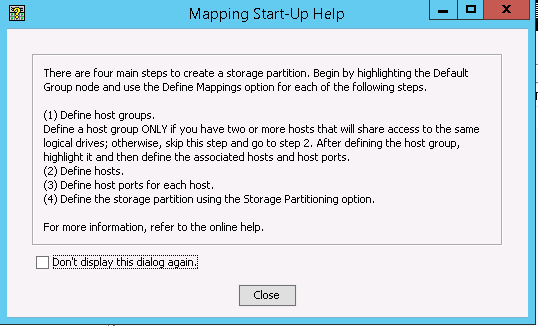 Mapping Start-Up Help
There are four main steps to create a storage partition. Begin by highlighting the Default
Group node and use the Define Mappings option for each of the following steps.
(1) Define host groups.
Define a host group ONLY if you have two or more hosts that will share access to the same
logical drives; otherwise, skip this step and go to step 2. After defining the host group,
highlight it and then define the associated hosts and host ports.
(2) Define hosts.
(3) Define host ports for each host.
(4) Define the storage partition using the Storage Partitioning option.
For more information, refer to the online help.
Don't display this dialog again.
Close